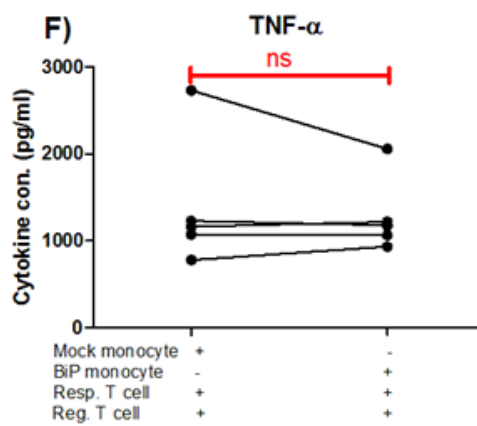 F)
TNF-α
ns
Cytokine con. (pg/ml)
3000
2000
1000
0
Mock monocyte + -
BiP monocyte - +
Resp. T cell + +
Reg. T cell + +